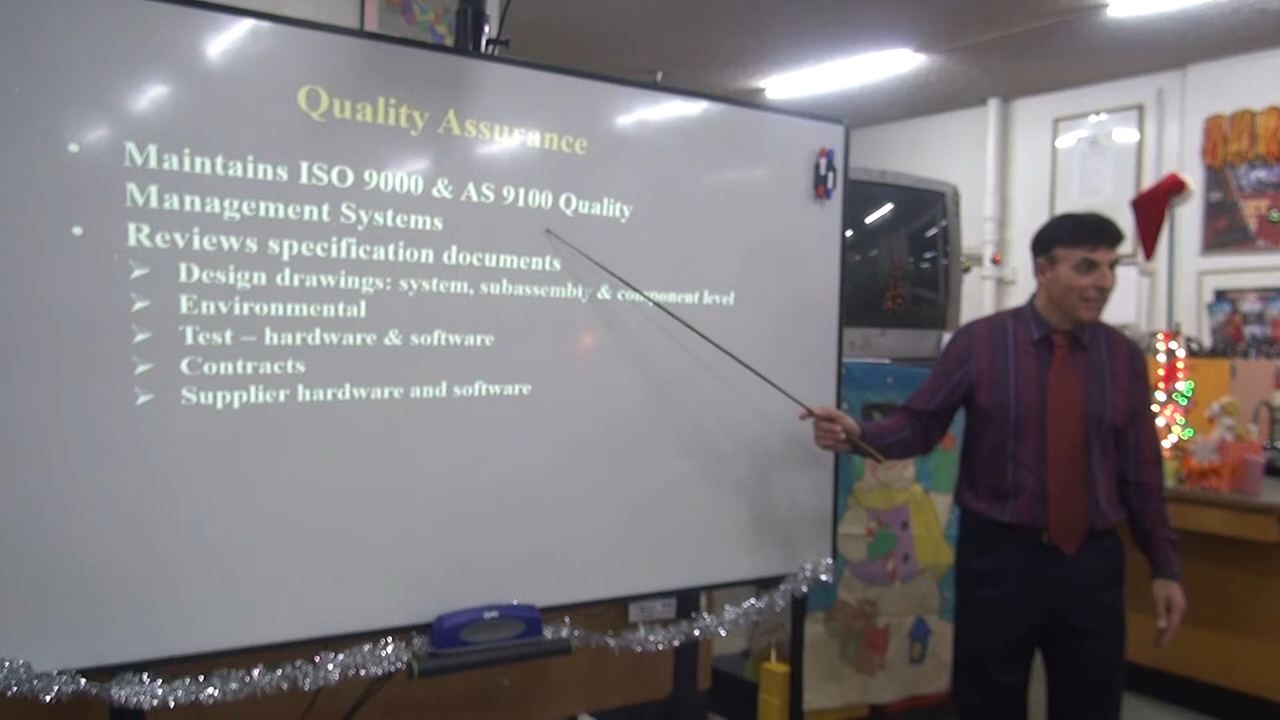 Quality Assurance
• Maintains ISO 9000 & AS 9100 Quality
Management Systems
• Reviews specification documents
➢ Design drawings: system, subassembly & component level
➢ Environmental
➢ Test – hardware & software
➢ Contracts
➢ Supplier hardware and software